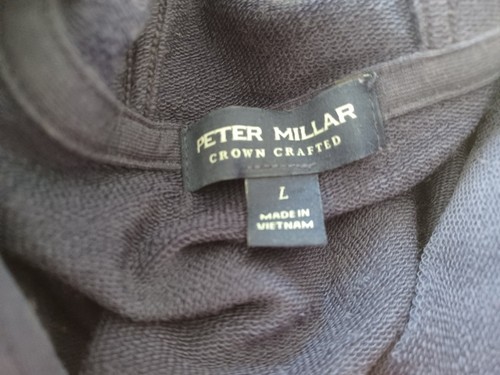 PETER MILLAR
CROWN CRAFTED
L
MADE IN
VIETNAM